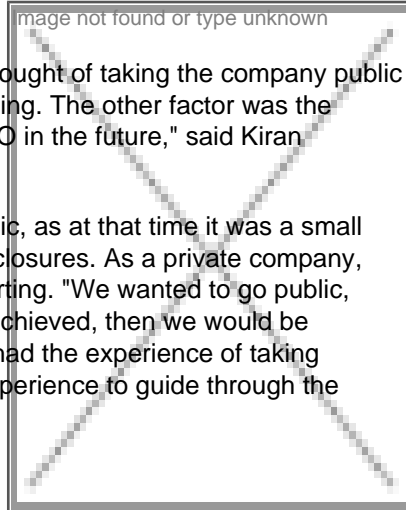 Image not found or type unknown
ought of taking the company public
ing. The other factor was the
O in the future," said Kiran
ic, as at that time it was a small
closures. As a private company,
rting. "We wanted to go public,
chieved, then we would be
had the experience of taking
xperience to guide through the